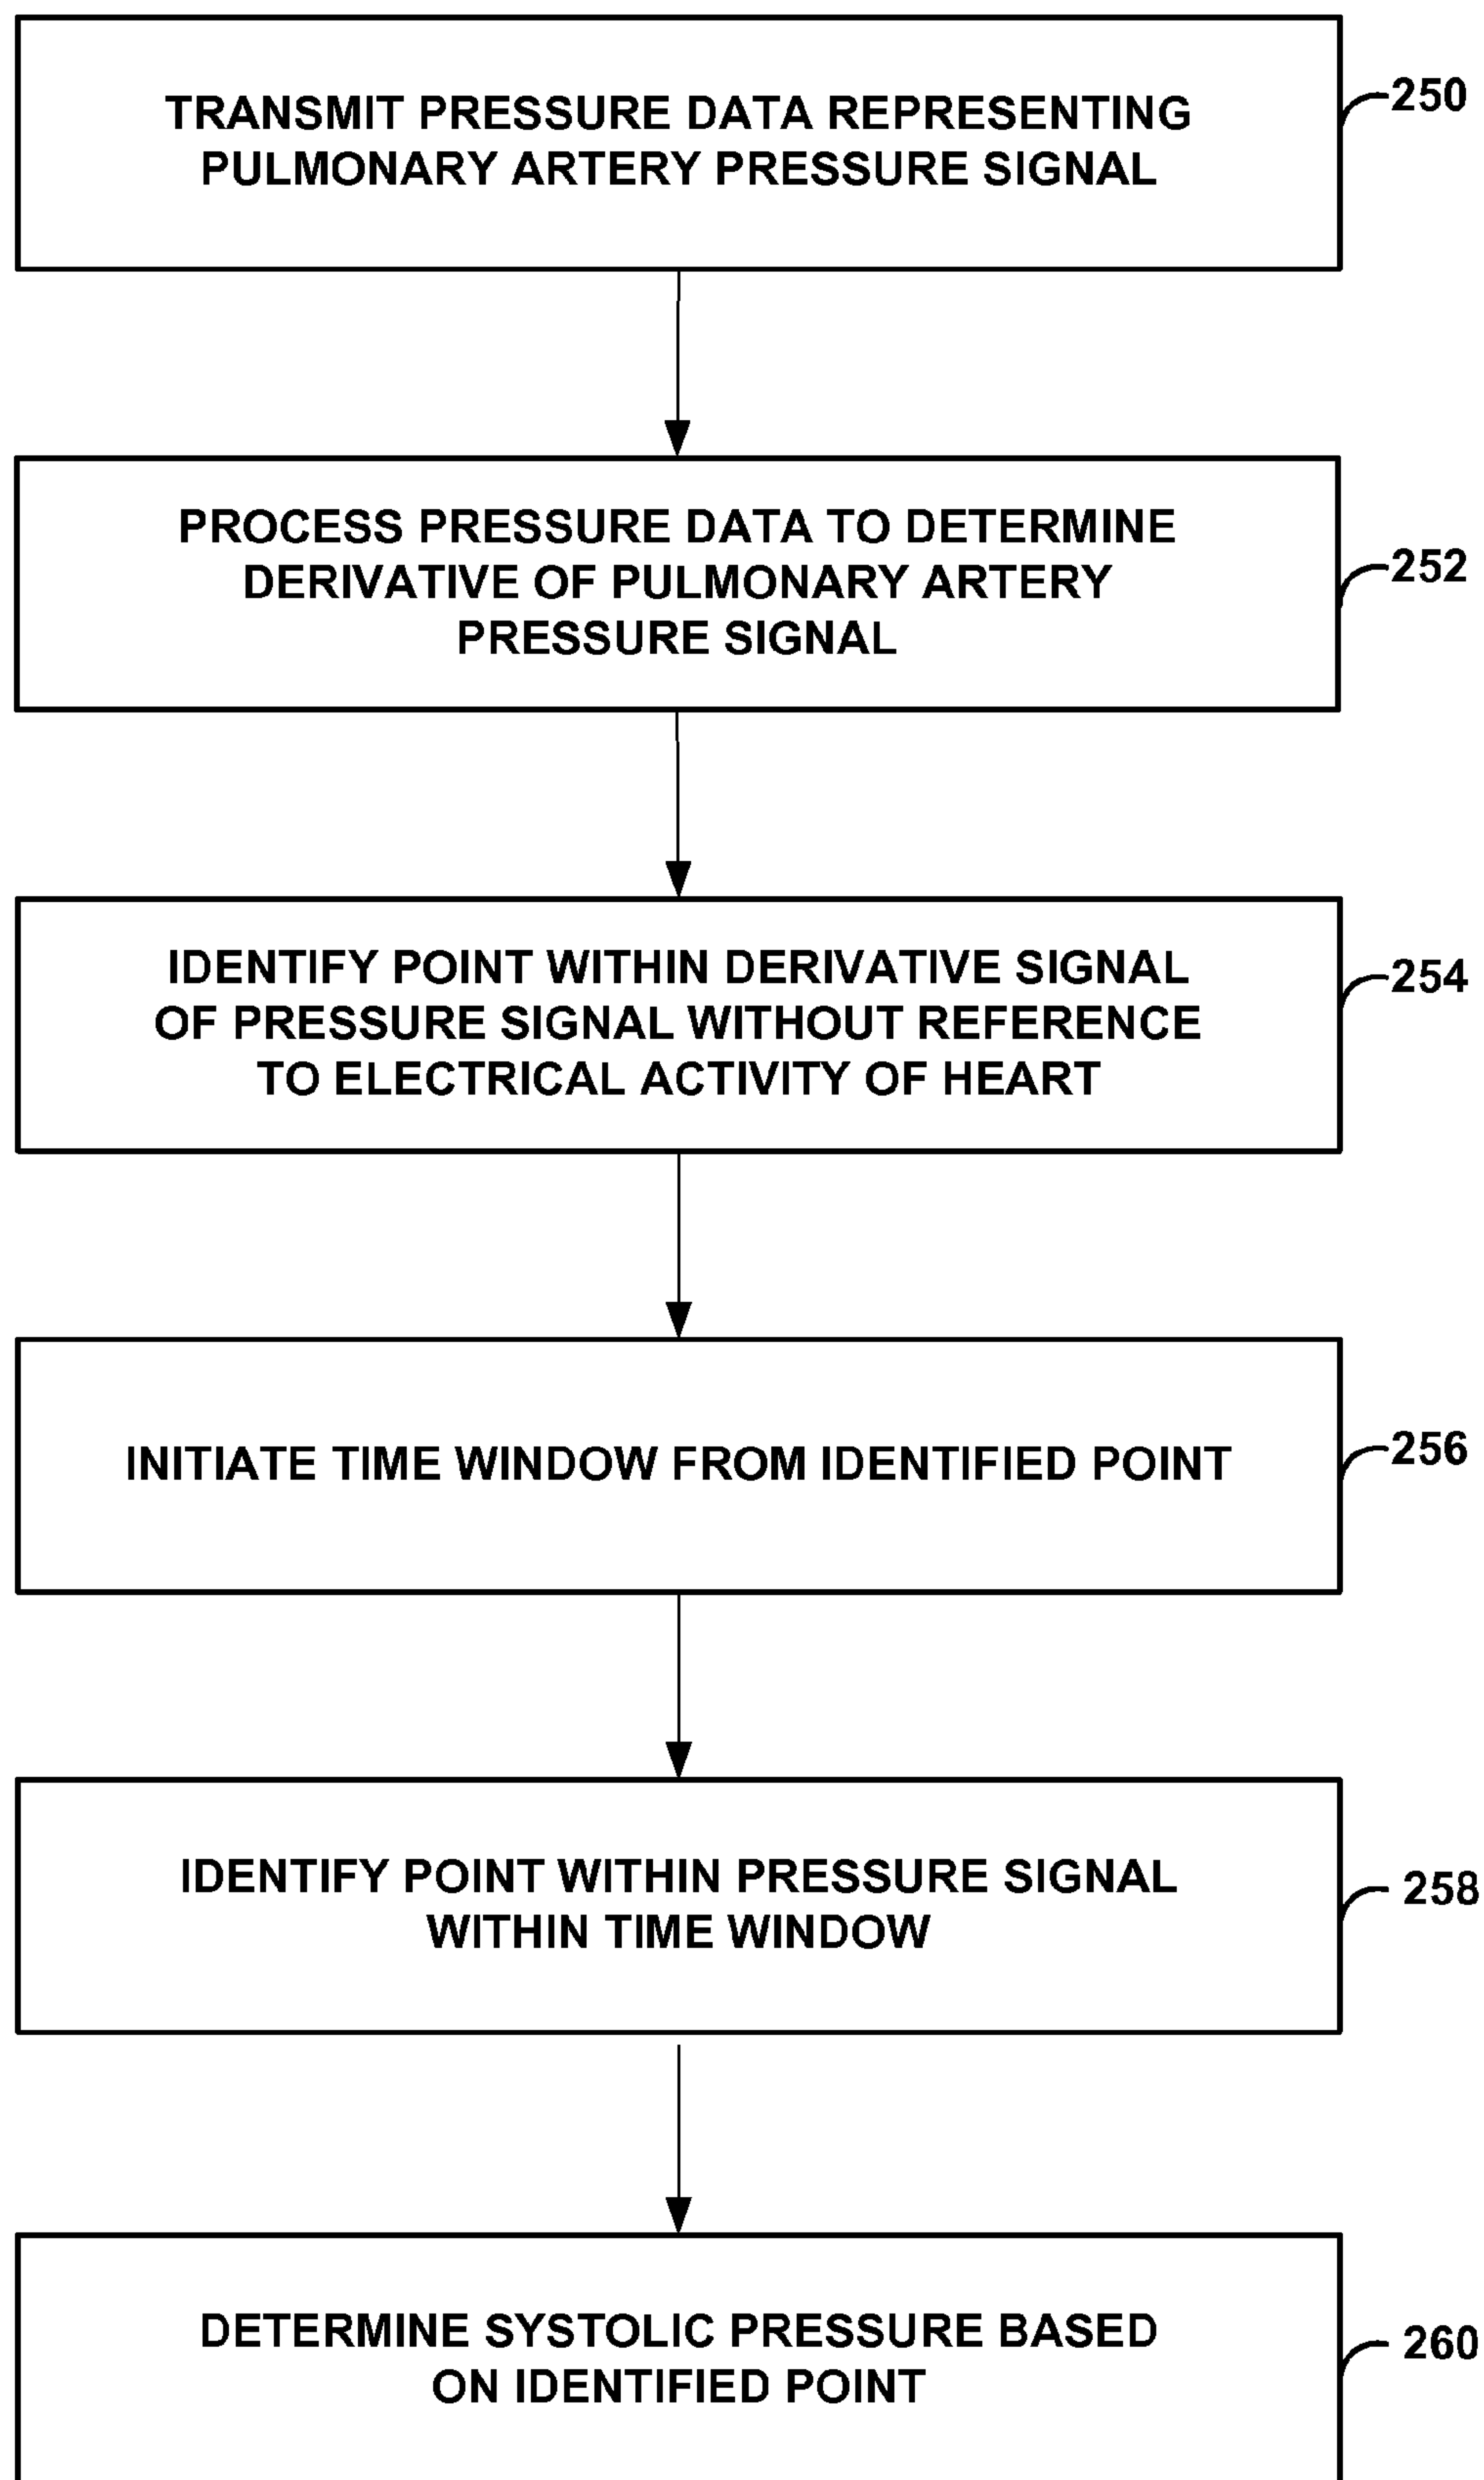 TRANSMIT PRESSURE DATA REPRESENTING
PULMONARY ARTERY PRESSURE SIGNAL
250
PROCESS PRESSURE DATA TO DETERMINE
DERIVATIVE OF PULMONARY ARTERY
PRESSURE SIGNAL
252
IDENTIFY POINT WITHIN DERIVATIVE SIGNAL
OF PRESSURE SIGNAL WITHOUT REFERENCE
TO ELECTRICAL ACTIVITY OF HEART
254
INITIATE TIME WINDOW FROM IDENTIFIED POINT
256
IDENTIFY POINT WITHIN PRESSURE SIGNAL
WITHIN TIME WINDOW
258
DETERMINE SYSTOLIC PRESSURE BASED
ON IDENTIFIED POINT
260